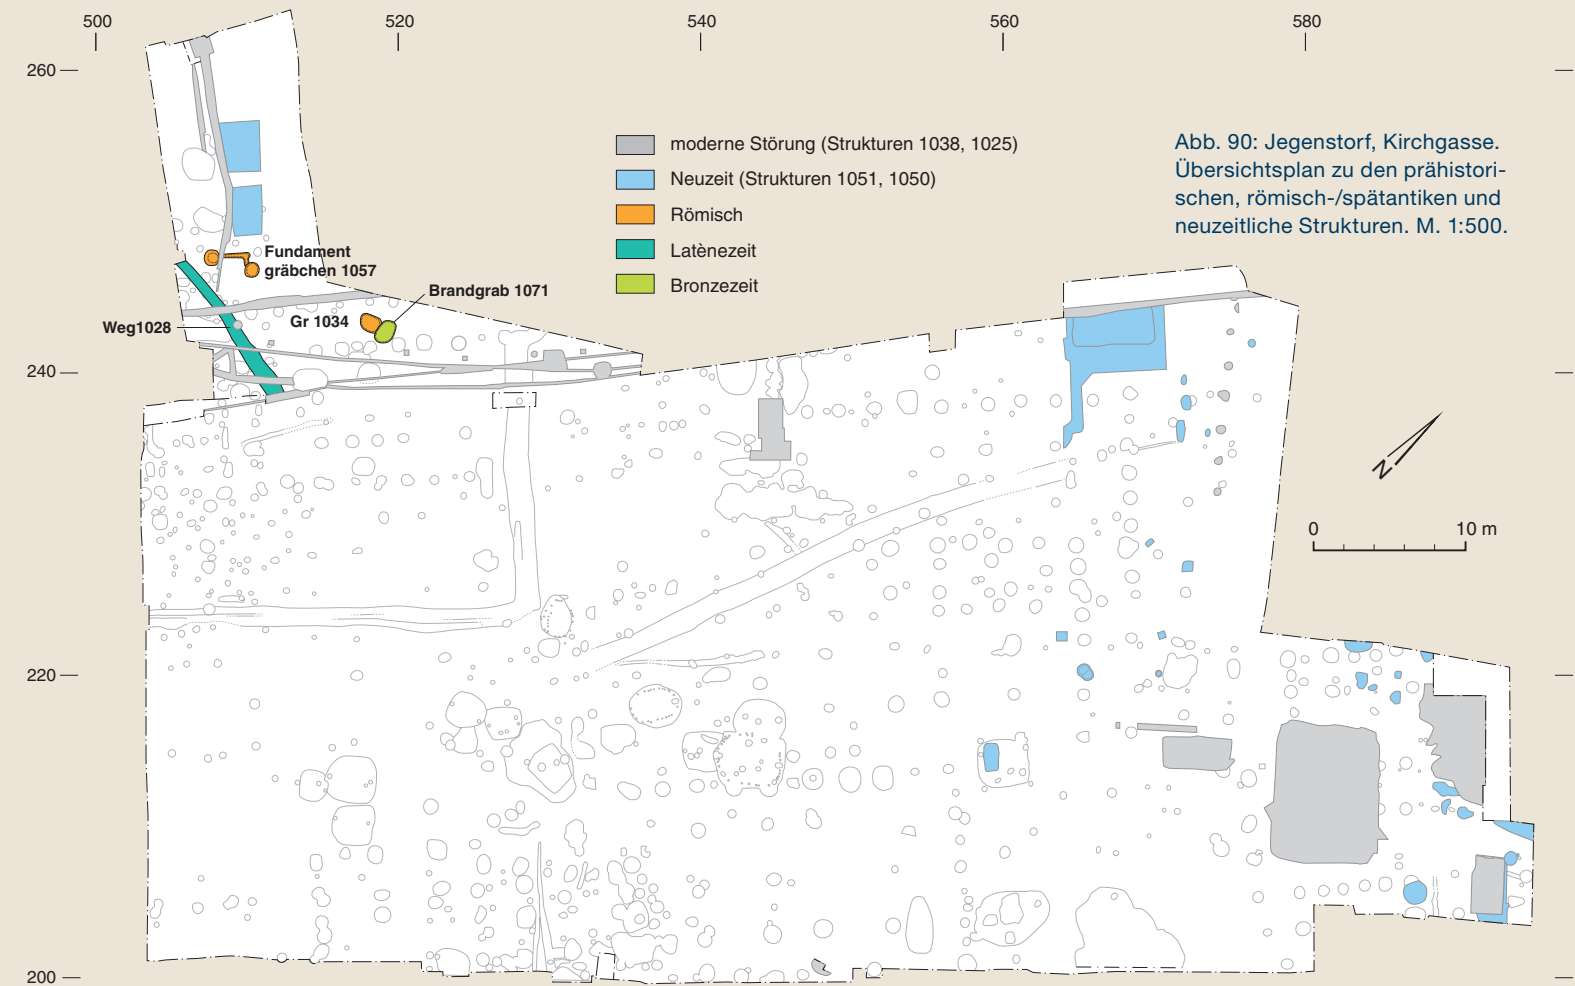 500
520
540
560
580
260
240
220
200
moderne Störung (Strukturen 1038, 1025)
Neuzeit (Strukturen 1051, 1050)
Römisch
Latènezeit
Bronzezeit
Abb. 90: Jegenstorf, Kirchgasse.
Übersichtsplan zu den prähistori-
schen, römisch-/spätantiken und
neuzeitliche Strukturen. M. 1:500.
Fundament
gräbchen 1057
Brandgrab 1071
Gr 1034
Weg1028
N
0
10 m